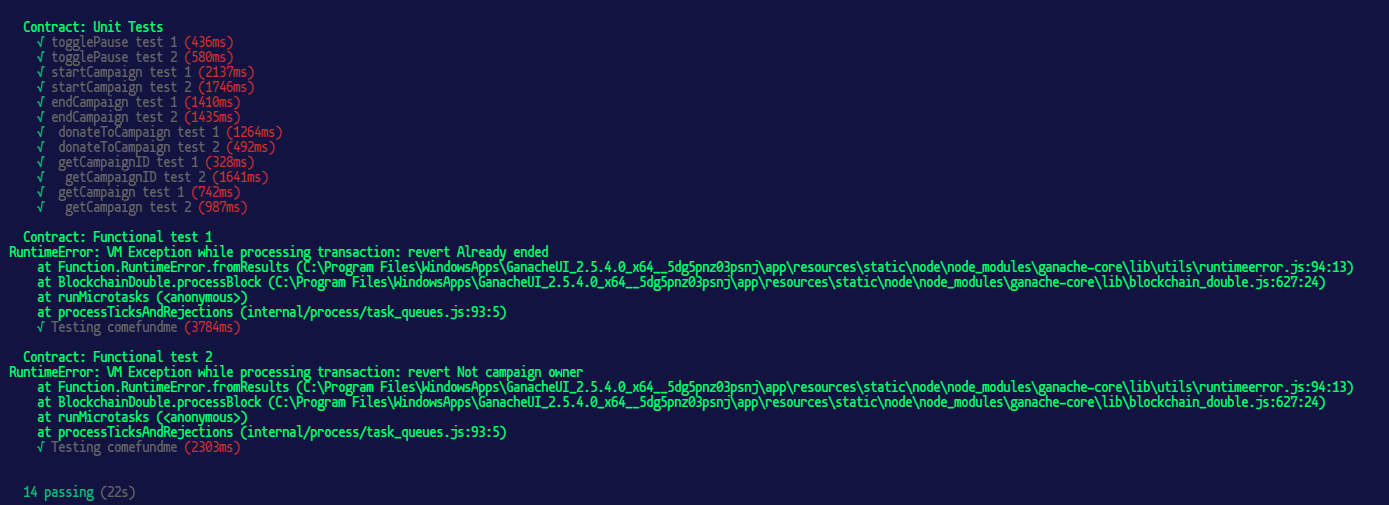 Contract: Unit Tests
√ togglePause test 1 (436ms)
√ togglePause test 2 (580ms)
√ startCampaign test 1 (2137ms)
√ startCampaign test 2 (1746ms)
√ endCampaign test 1 (1410ms)
√ endCampaign test 2 (1435ms)
√  donateToCampaign test 1 (1264ms)
√  donateToCampaign test 2 (492ms)
√  getCampaignID test 1 (328ms)
√   getCampaignID test 2 (1641ms)
√  getCampaign test 1 (742ms)
√   getCampaign test 2 (987ms)
Contract: Functional test 1
RuntimeError: VM Exception while processing transaction: revert Already ended
at Function.RuntimeError.fromResults (C:\Program Files\WindowsApps\GanacheUI_2.5.4.0_x64__5dg5pnz03psnj\app\resources\static\node\node_modules\ganache-core\lib\utils\runtimeerror.js:94:13)
at BlockchainDouble.processBlock (C:\Program Files\WindowsApps\GanacheUI_2.5.4.0_x64__5dg5pnz03psnj\app\resources\static\node\node_modules\ganache-core\lib\blockchain_double.js:627:24)
at runMicrotasks (<anonymous>)
at processTicksAndRejections (internal/process/task_queues.js:93:5)
√ Testing comefundme (3784ms)
Contract: Functional test 2
RuntimeError: VM Exception while processing transaction: revert Not campaign owner
at Function.RuntimeError.fromResults (C:\Program Files\WindowsApps\GanacheUI_2.5.4.0_x64__5dg5pnz03psnj\app\resources\static\node\node_modules\ganache-core\lib\utils\runtimeerror.js:94:13)
at BlockchainDouble.processBlock (C:\Program Files\WindowsApps\GanacheUI_2.5.4.0_x64__5dg5pnz03psnj\app\resources\static\node\node_modules\ganache-core\lib\blockchain_double.js:627:24)
at runMicrotasks (<anonymous>)
at processTicksAndRejections (internal/process/task_queues.js:93:5)
√ Testing comefundme (2303ms)
14 passing (22s)